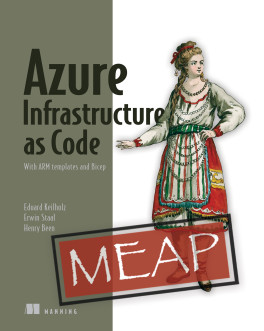 Azure
Infrastructure
as Code
With ARM templates and Bicep
Eduard Keilholz
Erwin Staal
Henry Been
MEAP
MANNING